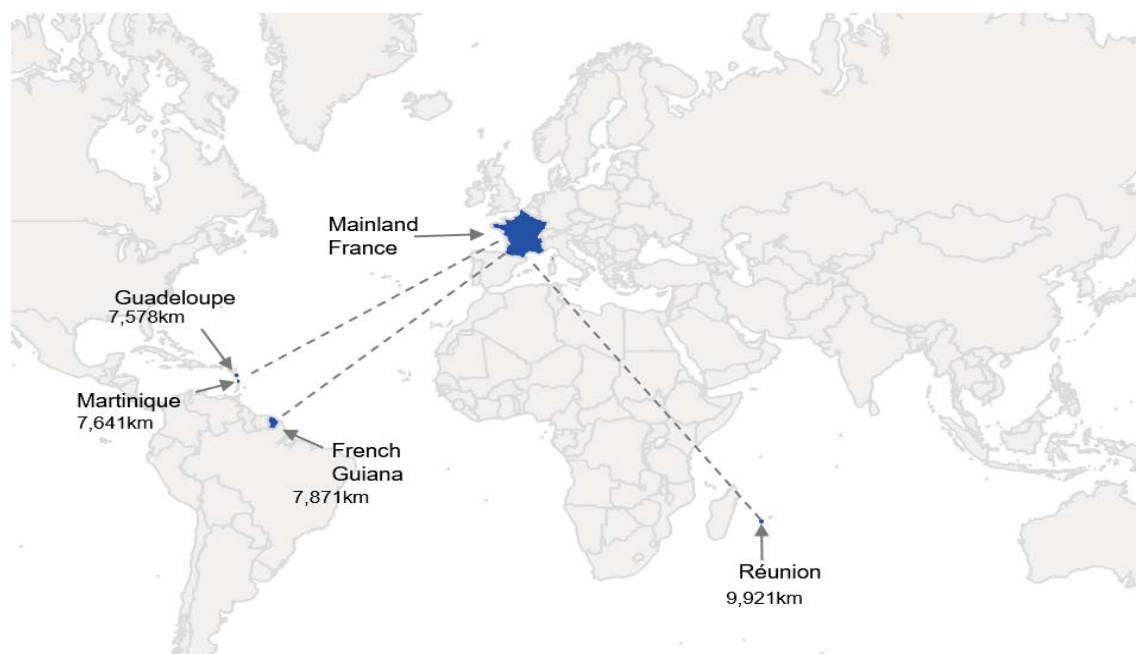 Mainland
France
Guadeloupe
7,578km
Martinique
7,641km
French
Guiana
7,871km
Réunion
9,921km